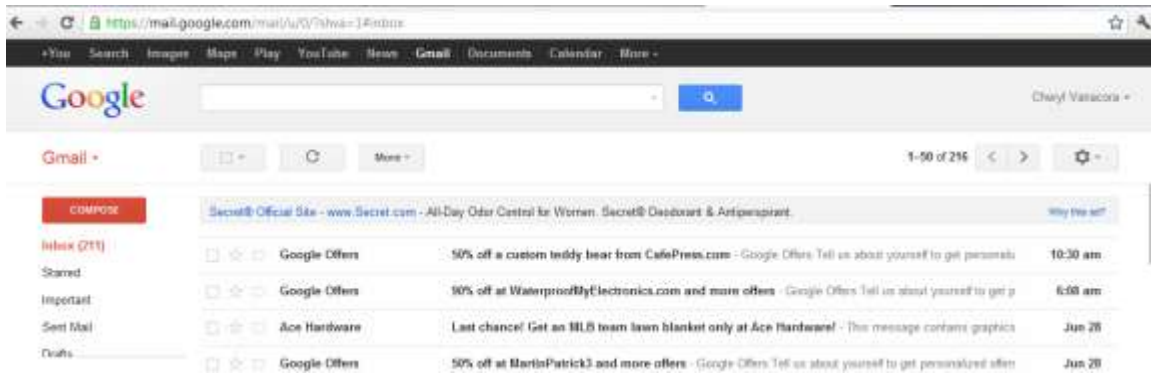 https://mail.google.com/mail/u/0/?shva=1#inbox
+You Search Images Maps Play YouTube News Gmail Documents Calendar More
Google
Cheryl Vanacora
Gmail
More
1-50 of 216
COMPOSE
Secret® Official Site - www.Secret.com - All-Day Odor Control for Women. Secret® Deodorant & Antiperspirant.
Why this ad?
Inbox (211)
Google Offers 50% off a custom teddy bear from CafePress.com - Google Offers Tell us about yourself to get 10:30 am
Starred
Google Offers 90% off at WaterproofMyElectronics.com and more offers - Google Offers Tell us about yourself to get p 6:08 am
Important
Sent Mail
Ace Hardware Last chance! Get an MLB team lawn blanket only at Ace Hardware! - This message contains graphics Jun 28
Drafts
Google Offers 50% off at MartinPatrick3 and more offers - Google Offers Tell us about yourself to get personalized offers Jun 28